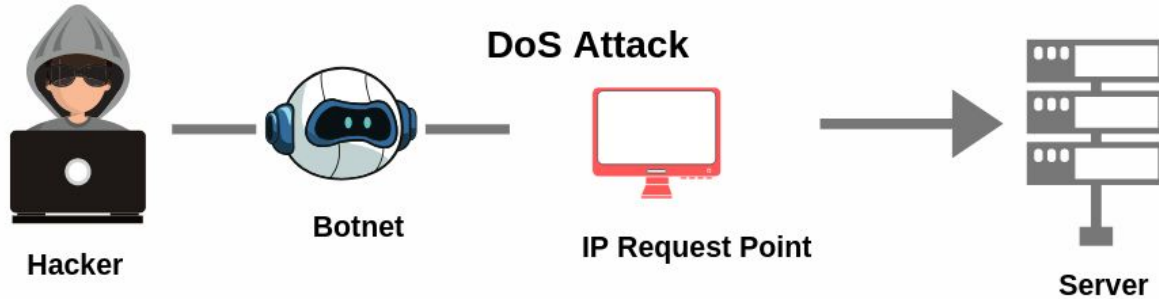 DoS Attack
Hacker
Botnet
IP Request Point
Server